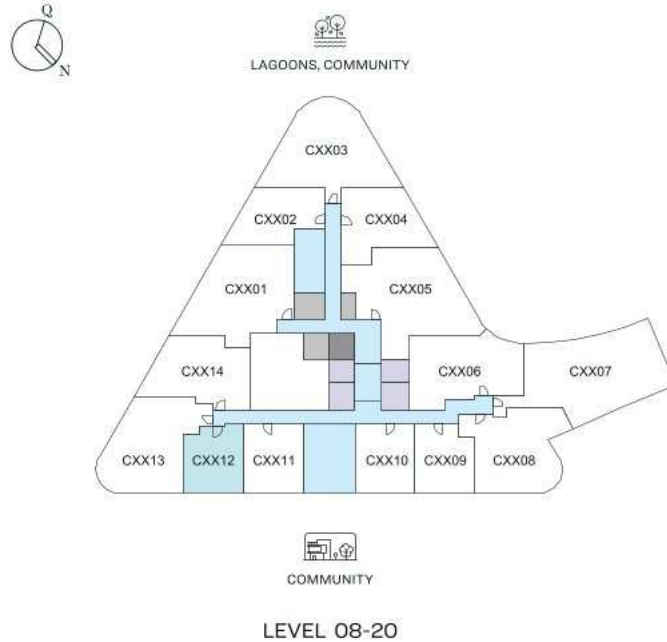 Q
N
LAGOONS, COMMUNITY
CXX03
CXX02 CXX04
CXX01 CXX05
CXX14 CXX06 CXX07
CXX13 CXX12 CXX11 CXX10 CXX09 CXX08
COMMUNITY
LEVEL 08-20